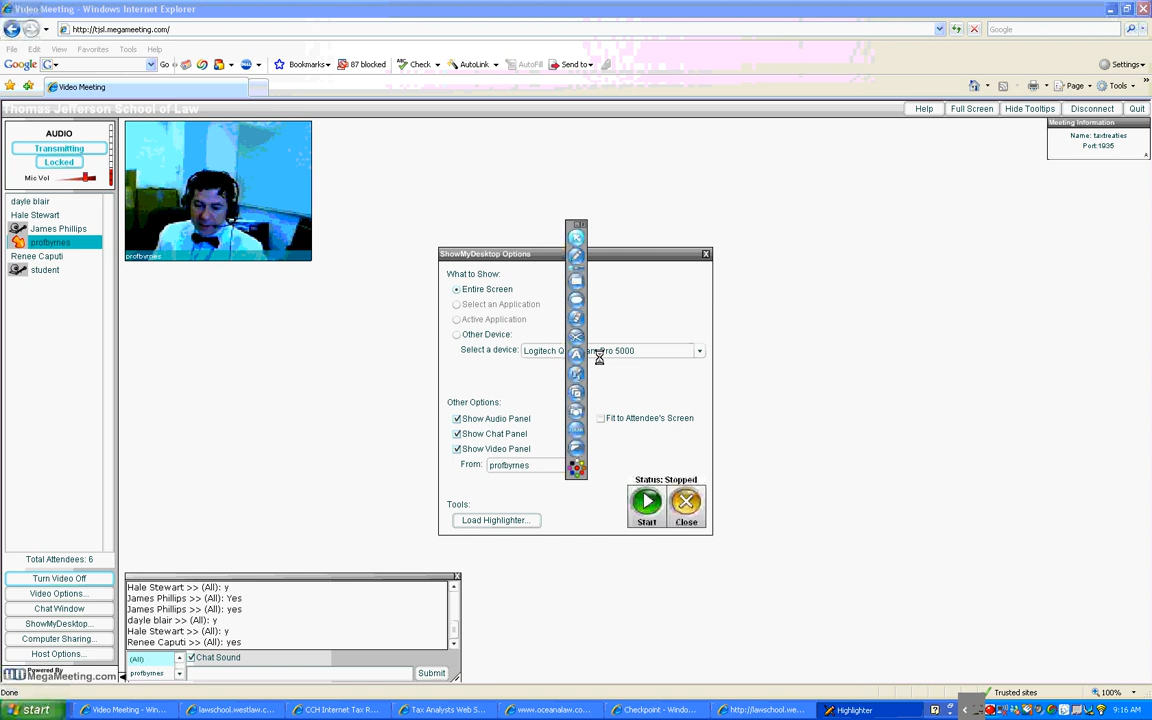 Video Meeting - Windows Internet Explorer
http://tjsl.megameeting.com/
Google
File Edit View Favorites Tools Help
Google G Go Bookmarks 87 blocked Check AutoLink AutoFill Send to Settings
Video Meeting Page Tools
Thomas Jefferson School of Law
Help Full Screen Hide Tooltips Disconnect Quit
AUDIO
Transmitting
Locked
Mic Vol
Meeting Information
Name: taxtreaties
Port:1935
A
dayle blair
Hale Stewart
James Phillips
profbyrnes
Renee Caputi
student
profbyrnes
ShowMyDesktop Options
What to Show:
Entire Screen
Select an Application
Active Application
Other Device:
Select a device: Logitech Pro 5000
Other Options:
Show Audio Panel
Fit to Attendee's Screen
Show Chat Panel
Show Video Panel
From: profbyrnes
Status: Stopped
Tools:
Load Highlighter...
Start Close
Total Attendees: 6
Turn Video Off
Video Options...
Chat Window
ShowMyDesktop...
Computer Sharing...
Host Options...
Powered By
MegaMeeting.com
Hale Stewart >> (All): y
James Phillips >> (All): Yes
James Phillips >> (All): yes
dayle blair >> (All): y
Hale Stewart >> (All): y
Renee Caputi >> (All): yes
(All)
profbyrnes
Chat Sound
Submit
Done Trusted sites 100%
start Video Meeting - Win... lawschool.westlaw.c... CCH Internet Tax R... Tax Analysts Web S... www.oceanalaw.co... Checkpoint - Windo... http://lawschool.we... Highlighter 9:16 AM